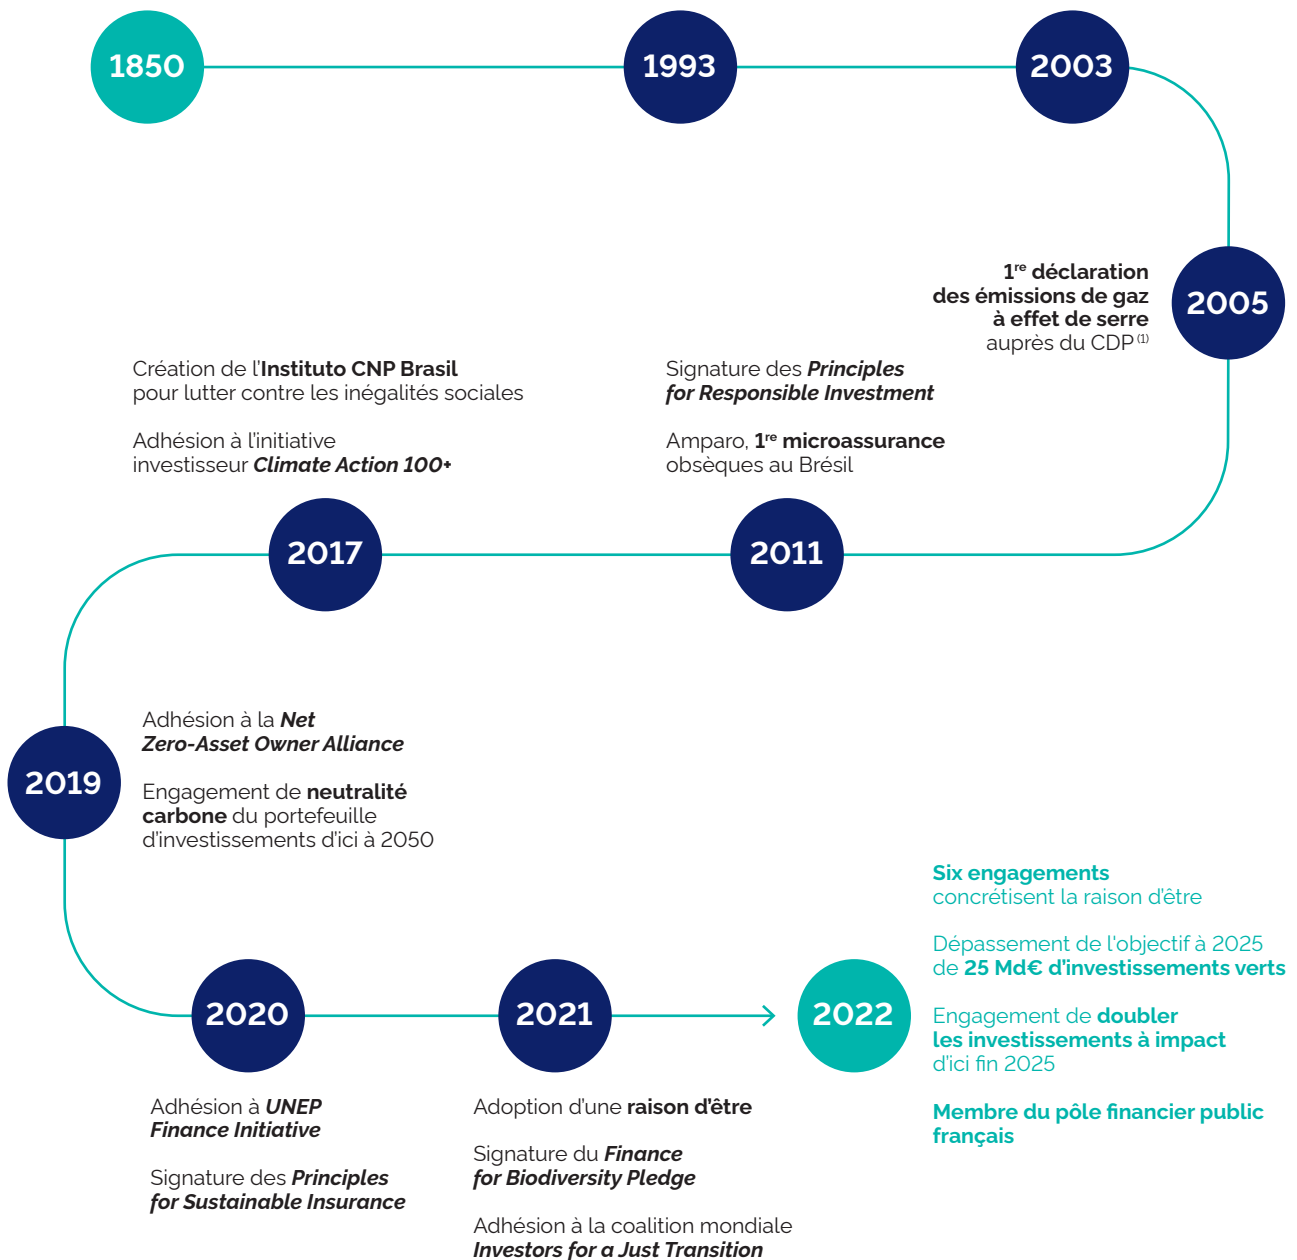 1850
1993
2003
1re déclaration
des émissions de gaz
à effet de serre
auprès du CDP (1)
2005
Création de l'Instituto CNP Brasil
pour lutter contre les inégalités sociales
Adhésion à l'initiative
investisseur Climate Action 100+
2017
Signature des Principles
for Responsible Investment
Amparo, 1re microassurance
obsèques au Brésil
2011
2019
Adhésion à la Net
Zero-Asset Owner Alliance
Engagement de neutralité
carbone du portefeuille
d'investissements d'ici à 2050
2020
Adhésion à UNEP
Finance Initiative
Signature des Principles
for Sustainable Insurance
2021
Adoption d'une raison d'être
Signature du Finance
for Biodiversity Pledge
Adhésion à la coalition mondiale
Investors for a Just Transition
2022
Six engagements
concrétisent la raison d'être
Dépassement de l'objectif à 2025
de 25 Md€ d'investissements verts
Engagement de doubler
les investissements à impact
d'ici fin 2025
Membre du pôle financier public
français